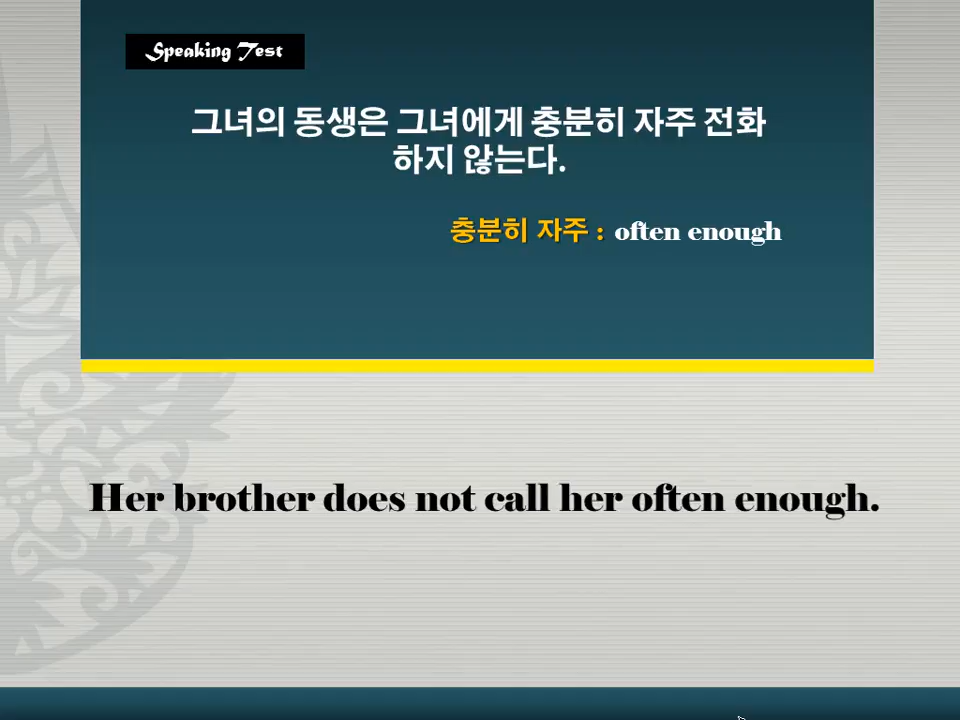 Speaking Test
그녀의 동생은 그녀에게 충분히 자주 전화
하지 않는다.
충분히 자주 : often enough
Her brother does not call her often enough.